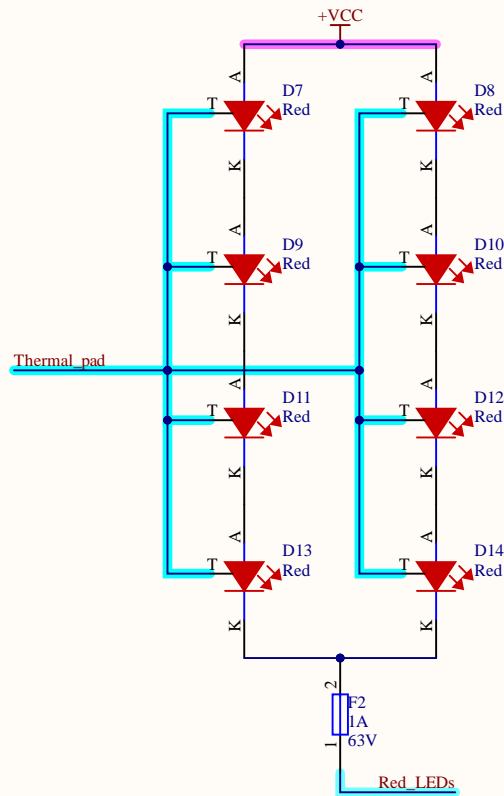 +VCC
A
A
D7
Red
D8
Red
T
T
K
K
A
A
D9
Red
D10
Red
T
T
K
K
Thermal_pad
A
A
D11
Red
D12
Red
T
T
K
K
A
A
D13
Red
D14
Red
T
T
K
K
2
F2
1A
63V
1
Red_LEDs